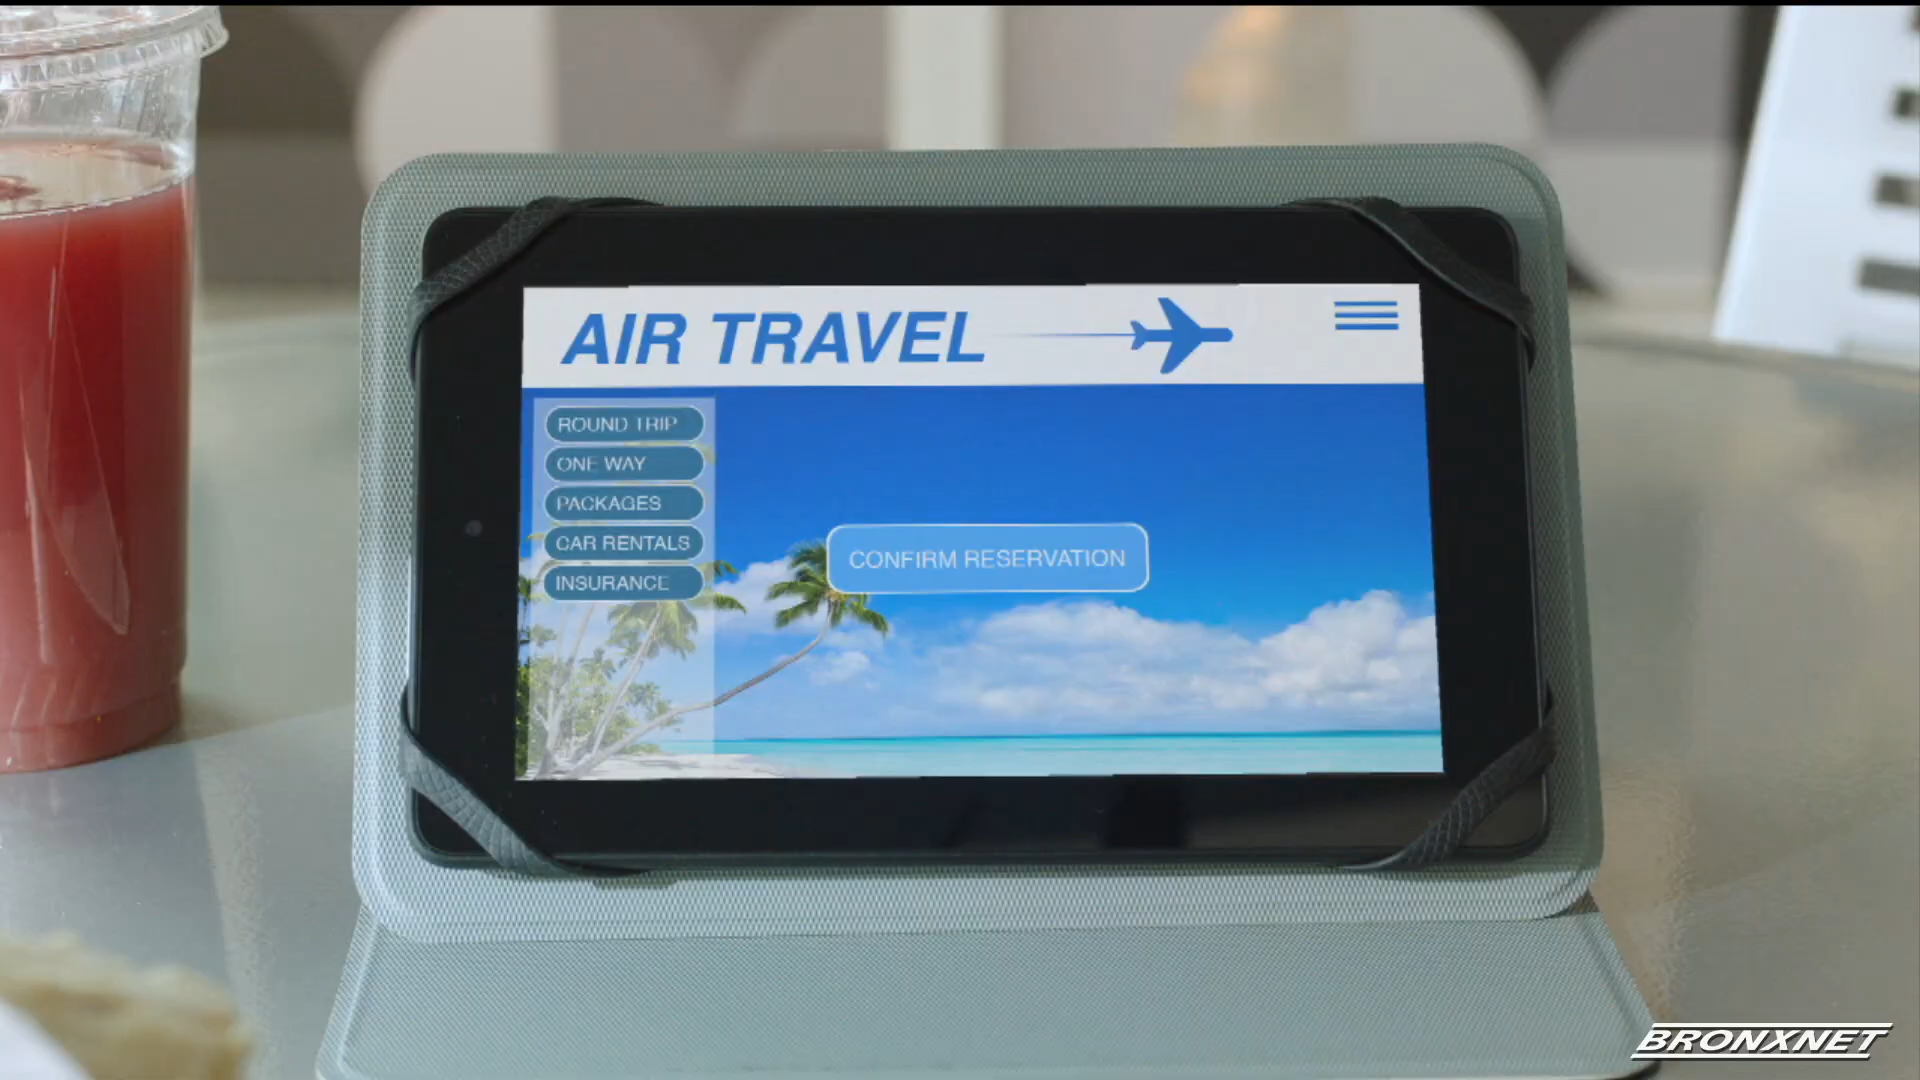 AIR TRAVEL
ROUND TRIP
ONE WAY
PACKAGES
CAR RENTALS
INSURANCE
CONFIRM RESERVATION
BRONXNET